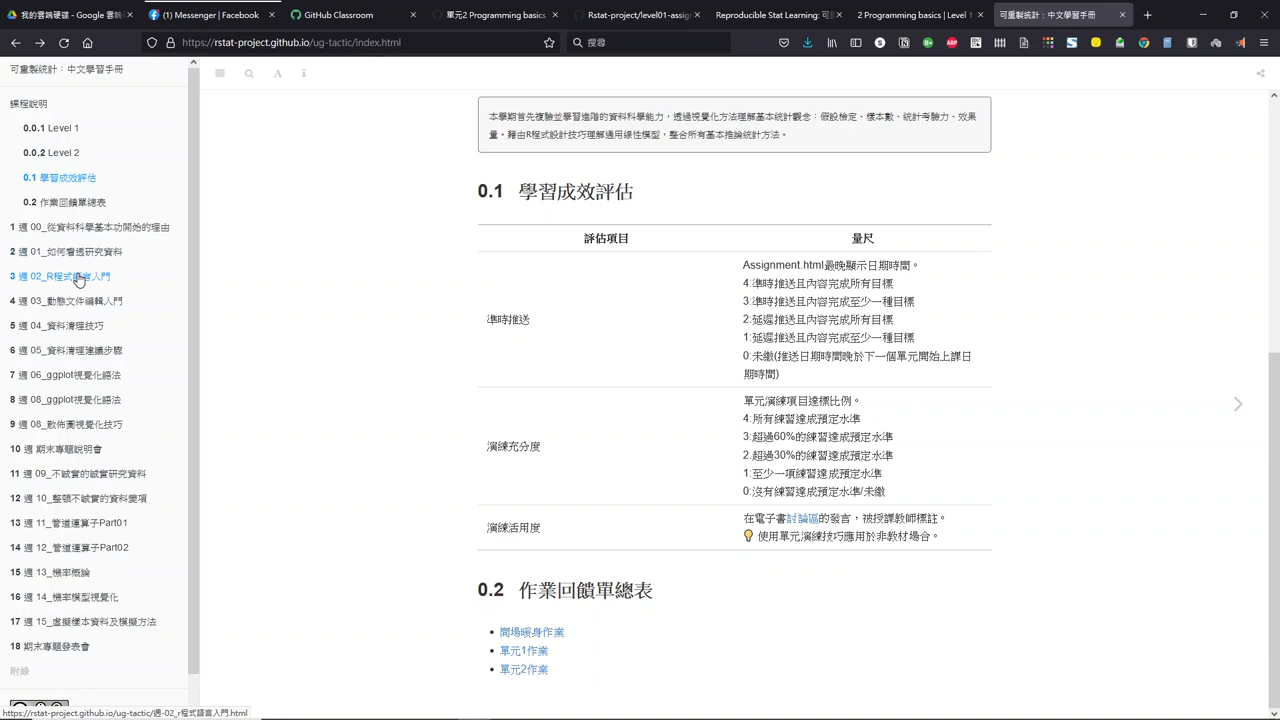 我的雲端硬碟 - Google 雲端
(1) Messenger | Facebook
GitHub Classroom
單元2 Programming basics
Rstat-project/level01-assig
Reproducible Stat Learning: 可
2 Programming basics | Level 1
可重製統計：中文學習手冊
https://rstat-project.github.io/ug-tactic/index.html
搜尋
可重製統計：中文學習手冊
課程說明
0.0.1 Level 1
0.0.2 Level 2
0.1 學習成效評估
0.2 作業回饋單總表
1 週 00_從資料科學基本功開始的理由
2 週 01_如何看透研究資料
3 週 02_R程式語言入門
4 週 03_動態文件編輯入門
5 週 04_資料清理技巧
6 週 05_資料清理建議步驟
7 週 06_ggplot視覺化語法
8 週 08_ggplot視覺化語法
9 週 08_散佈圖視覺化技巧
10 週 期末專題說明會
11 週 09_不誠實的誠實研究資料
12 週 10_整頓不誠實的資料變項
13 週 11_管道運算子Part01
14 週 12_管道運算子Part02
15 週 13_機率概論
16 週 14_機率模型視覺化
17 週 15_虛擬樣本資料及模擬方法
18 期末專題發表會
附錄
https://rstat-project.github.io/ug-tactic/週-02_r程式語言入門.html
本學期首先複驗並學習進階的資料科學能力，透過視覺化方法理解基本統計觀念：假設檢定、樣本數、統計考驗力、效果
量。藉由R程式設計技巧理解通用線性模型，整合所有基本推論統計方法。
0.1 學習成效評估
評估項目 量尺
準時推送
Assignment.html最晚顯示日期時間。
4:準時推送且內容完成所有目標
3:準時推送且內容完成至少一種目標
2:延遲推送且內容完成所有目標
1:延遲推送且內容完成至少一種目標
0:未繳(推送日期時間晚於下一個單元開始上課日
期時間)
演練充分度
單元演練項目達標比例。
4:所有練習達成預定水準
3:超過60%的練習達成預定水準
2.超過30%的練習達成預定水準
1:至少一項練習達成預定水準
0:沒有練習達成預定水準/未繳
演練活用度
在電子書討論區的發言，被授課教師標註。
使用單元演練技巧應用於非教材場合。
0.2 作業回饋單總表
開場暖身作業
單元1作業
單元2作業